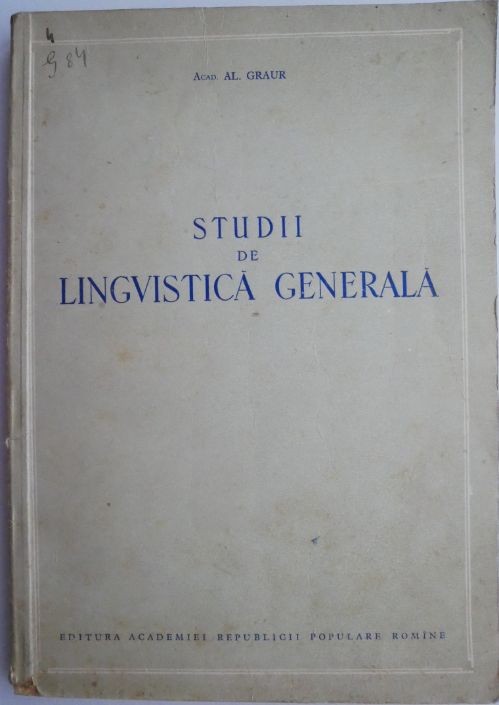 G 84
Acad. AL. GRAUR
STUDII
DE
LINGVISTICĂ GENERALĂ
EDITURA ACADEMIEI REPUBLICII POPULARE ROMÎNE